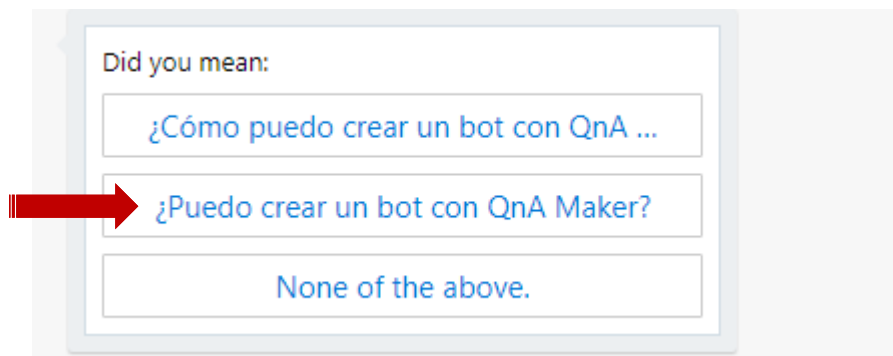 Did you mean:
¿Cómo puedo crear un bot con QnA ...
¿Puedo crear un bot con QnA Maker?
None of the above.